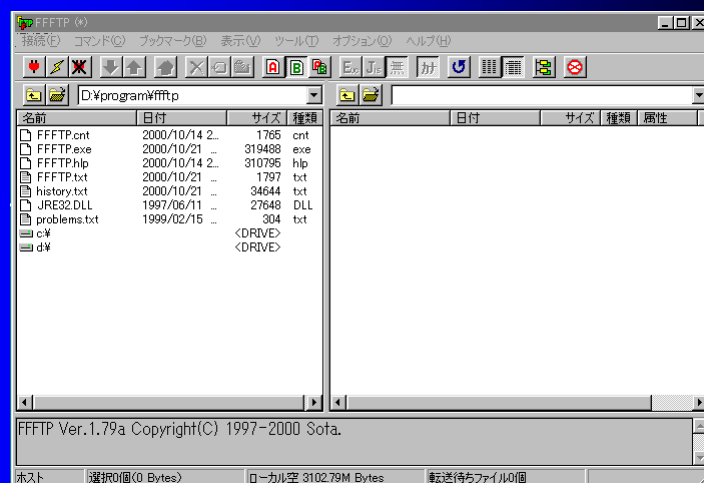 FFFTP (*)
接続(F) コマンド(C) ブックマーク(B) 表示(V) ツール(T) オプション(O) ヘルプ(H)
A B Euc Jis 無 ｶﾅ
D:¥program¥ffftp
名前 日付 サイズ 種類 名前 日付 サイズ 種類 属性
FFFTP.cnt 2000/10/14 2... 1765 cnt
FFFTP.exe 2000/10/21 ... 319488 exe
FFFTP.hlp 2000/10/14 2... 310795 hlp
FFFTP.txt 2000/10/21 ... 1797 txt
history.txt 2000/10/21 ... 34644 txt
JRE32.DLL 1997/06/11 ... 27648 DLL
problems.txt 1999/02/15 ... 304 txt
c:¥ <DRIVE>
d:¥ <DRIVE>
FFFTP Ver.1.79a Copyright(C) 1997-2000 Sota.
ホスト 選択0個(0 Bytes) ローカル空 3102.79M Bytes 転送待ちファイル0個